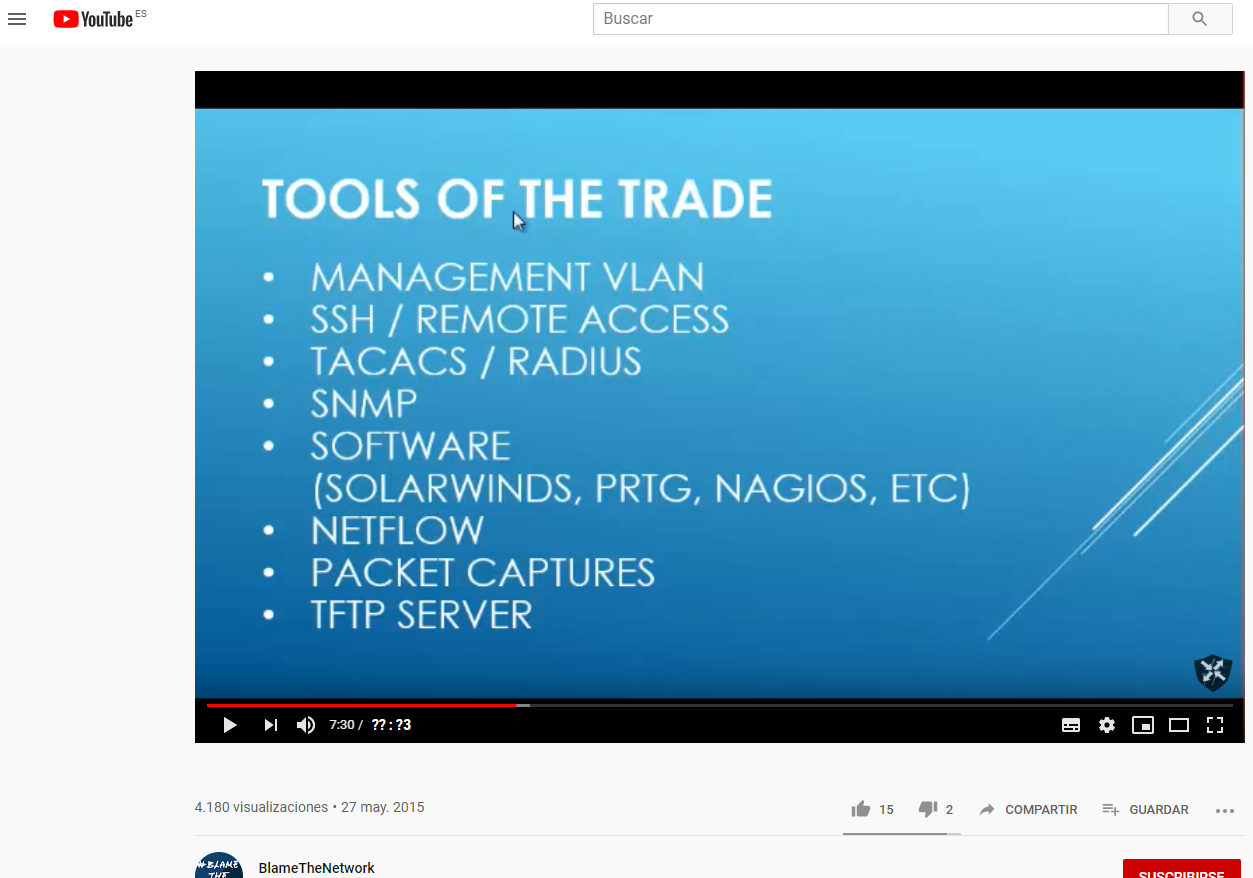 YouTube ES
Buscar
TOOLS OF THE TRADE
• MANAGEMENT VLAN
• SSH / REMOTE ACCESS
• TACACS / RADIUS
• SNMP
• SOFTWARE
(SOLARWINDS, PRTG, NAGIOS, ETC)
• NETFLOW
• PACKET CAPTURES
• TFTP SERVER
7:30 / ??:?3
4.180 visualizaciones • 27 may. 2015
15 2 COMPARTIR GUARDAR
#BLAME
THE
BlameTheNetwork
SUSCRIBIRSE